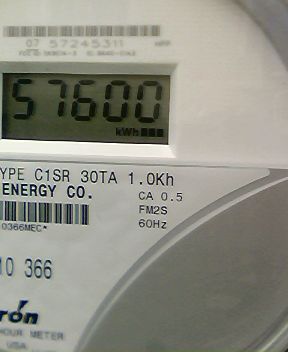 07 57245311
57600
kWh
YPE C1SR 30TA 1.0Kh
ENERGY CO.
CA 0.5
FM2S
60Hz
0366MEC*
10 366
ron
HOUR METER
USA